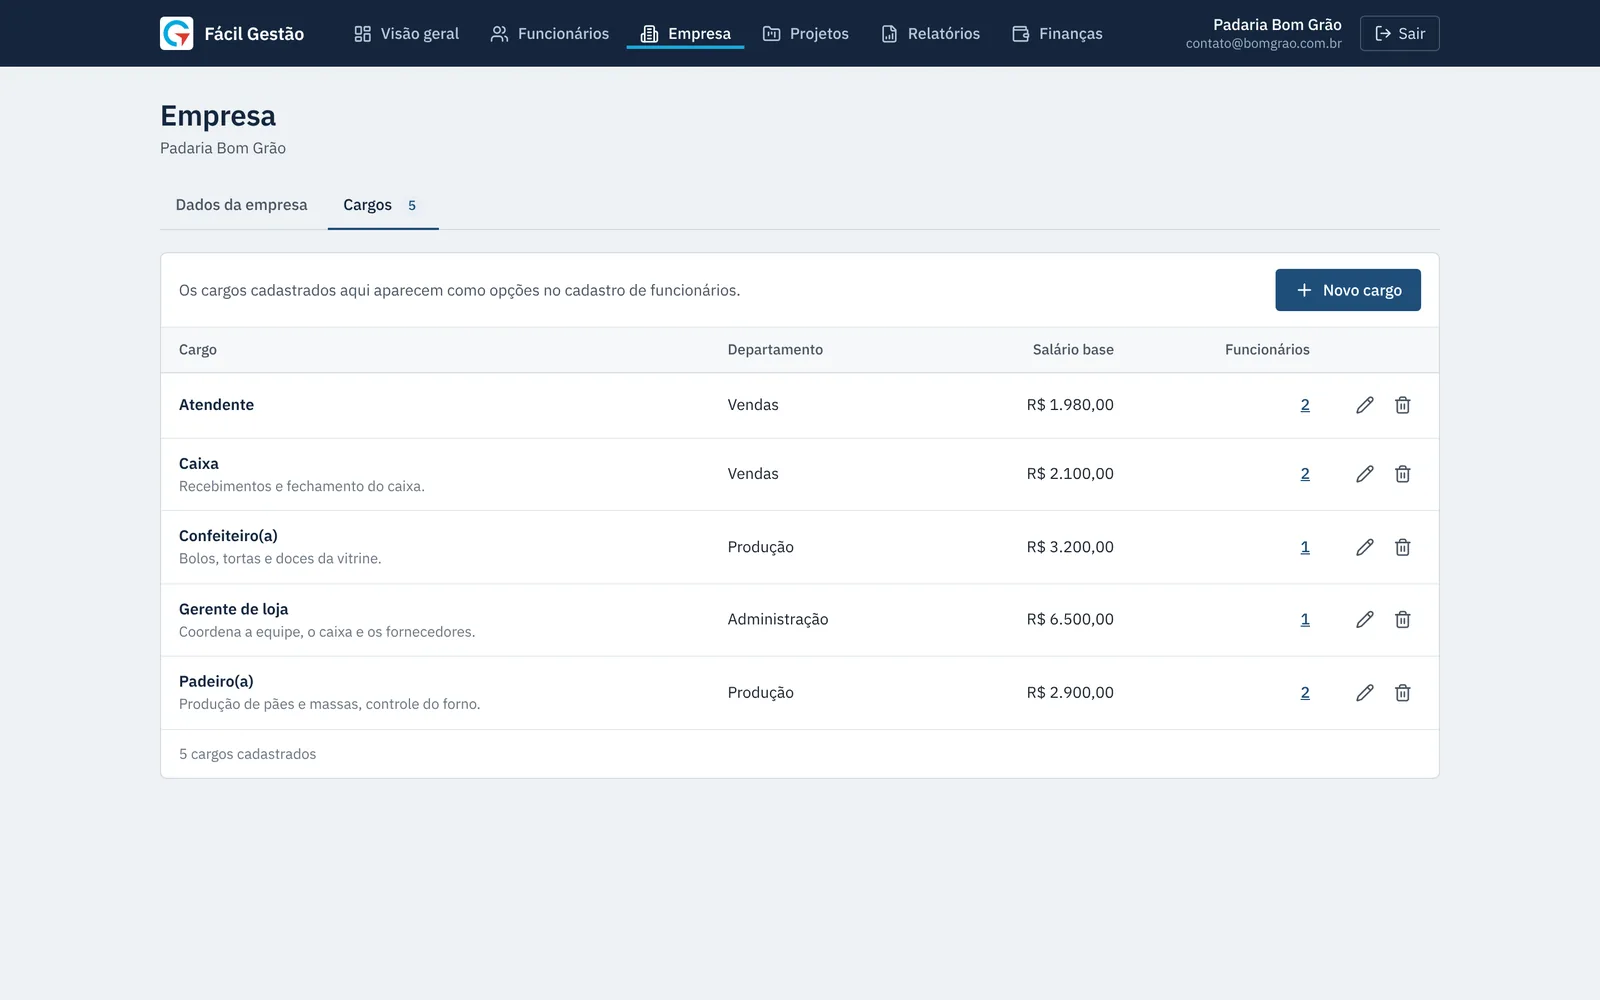 Fácil Gestão
Visão geral
Funcionários
Empresa
Projetos
Relatórios
Finanças
Padaria Bom Grão
contato@bomgrao.com.br
Sair
Empresa
Padaria Bom Grão
Dados da empresa
Cargos 5
Os cargos cadastrados aqui aparecem como opções no cadastro de funcionários.
Novo cargo
Cargo Departamento Salário base Funcionários
Atendente Vendas R$ 1.980,00 2
Caixa Vendas R$ 2.100,00 2
Recebimentos e fechamento do caixa.
Confeiteiro(a) Produção R$ 3.200,00 1
Bolos, tortas e doces da vitrine.
Gerente de loja Administração R$ 6.500,00 1
Coordena a equipe, o caixa e os fornecedores.
Padeiro(a) Produção R$ 2.900,00 2
Produção de pães e massas, controle do forno.
5 cargos cadastrados